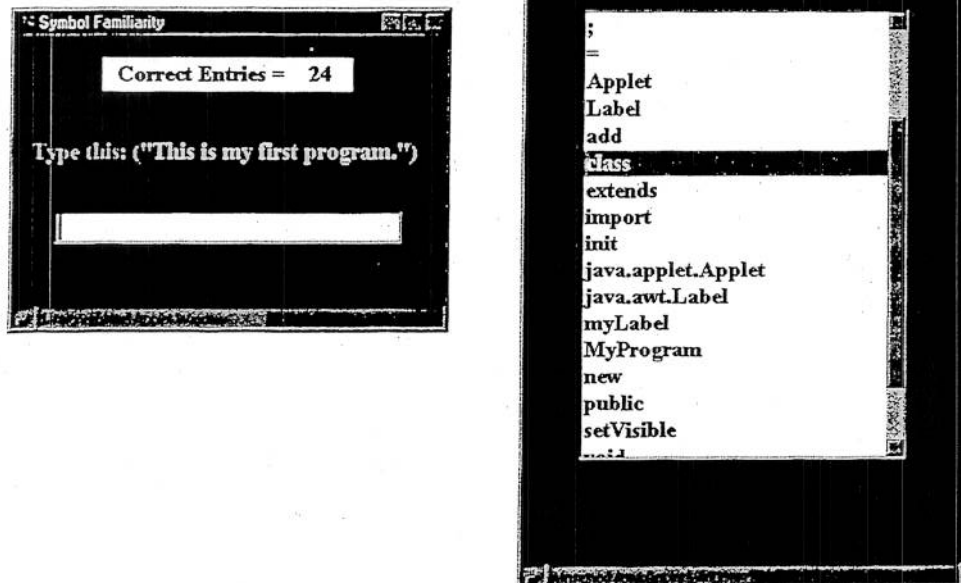 Symbol Familiarity
Correct Entries = 24
Type this: ("This is my first program.")
;
=
Applet
Label
add
class
extends
import
init
java.applet.Applet
java.awt.Label
myLabel
MyProgram
new
public
setVisible
void